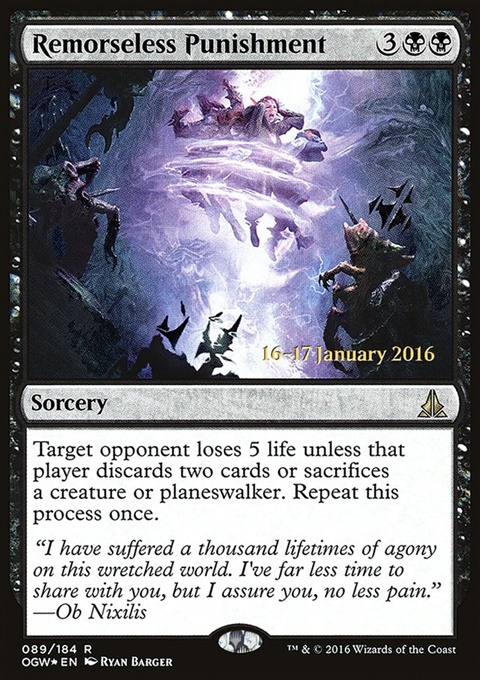 Remorseless Punishment 3
16–17 January 2016
Sorcery
Target opponent loses 5 life unless that
player discards two cards or sacrifices
a creature or planeswalker. Repeat this
process once.
“I have suffered a thousand lifetimes of agony
on this wretched world. I've far less time to
share with you, but I assure you, no less pain.”
—Ob Nixilis
089/184 R
OGW★EN Ryan Barger
™ & © 2016 Wizards of the Coast